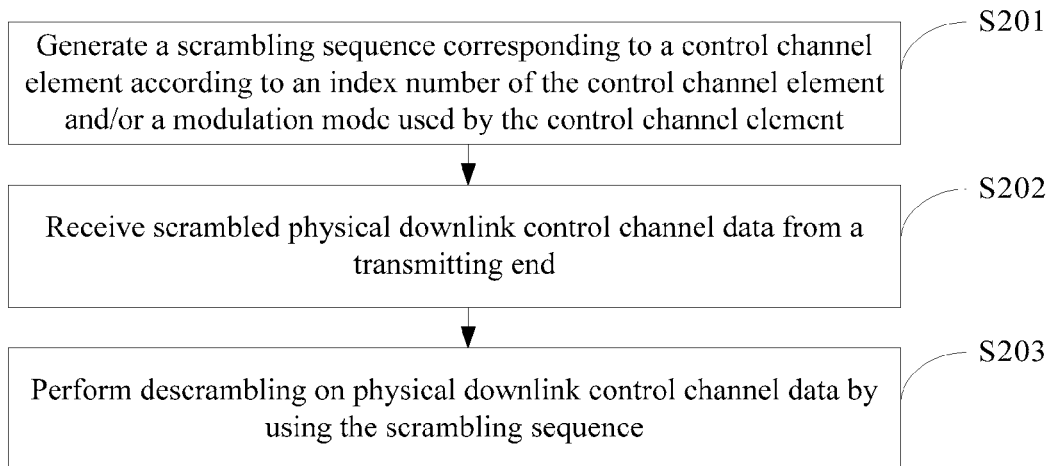 S201
Generate a scrambling sequence corresponding to a control channel
element according to an index number of the control channel element
and/or a modulation mode used by the control channel element
S202
Receive scrambled physical downlink control channel data from a
transmitting end
S203
Perform descrambling on physical downlink control channel data by
using the scrambling sequence